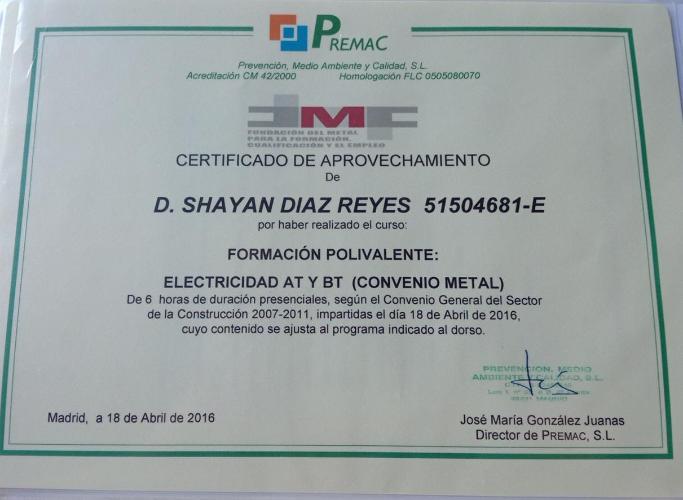 PREMAC
Prevención, Medio Ambiente y Calidad, S.L.
Acreditación CM 42/2000 Homologación FLC 0505080070
FMF
FUNDACIÓN DEL METAL
PARA LA FORMACIÓN,
CUALIFICACIÓN Y EL EMPLEO
CERTIFICADO DE APROVECHAMIENTO
De
D. SHAYAN DIAZ REYES 51504681-E
por haber realizado el curso:
FORMACIÓN POLIVALENTE:
ELECTRICIDAD AT Y BT (CONVENIO METAL)
De 6 horas de duración presenciales, según el Convenio General del Sector
de la Construcción 2007-2011, impartidas el día 18 de Abril de 2016,
cuyo contenido se ajusta al programa indicado al dorso.
PREVENCIÓN, MEDIO
AMBIENTE Y CALIDAD, S.L.
MADRID
Madrid, a 18 de Abril de 2016
José María González Juanas
Director de PREMAC, S.L.